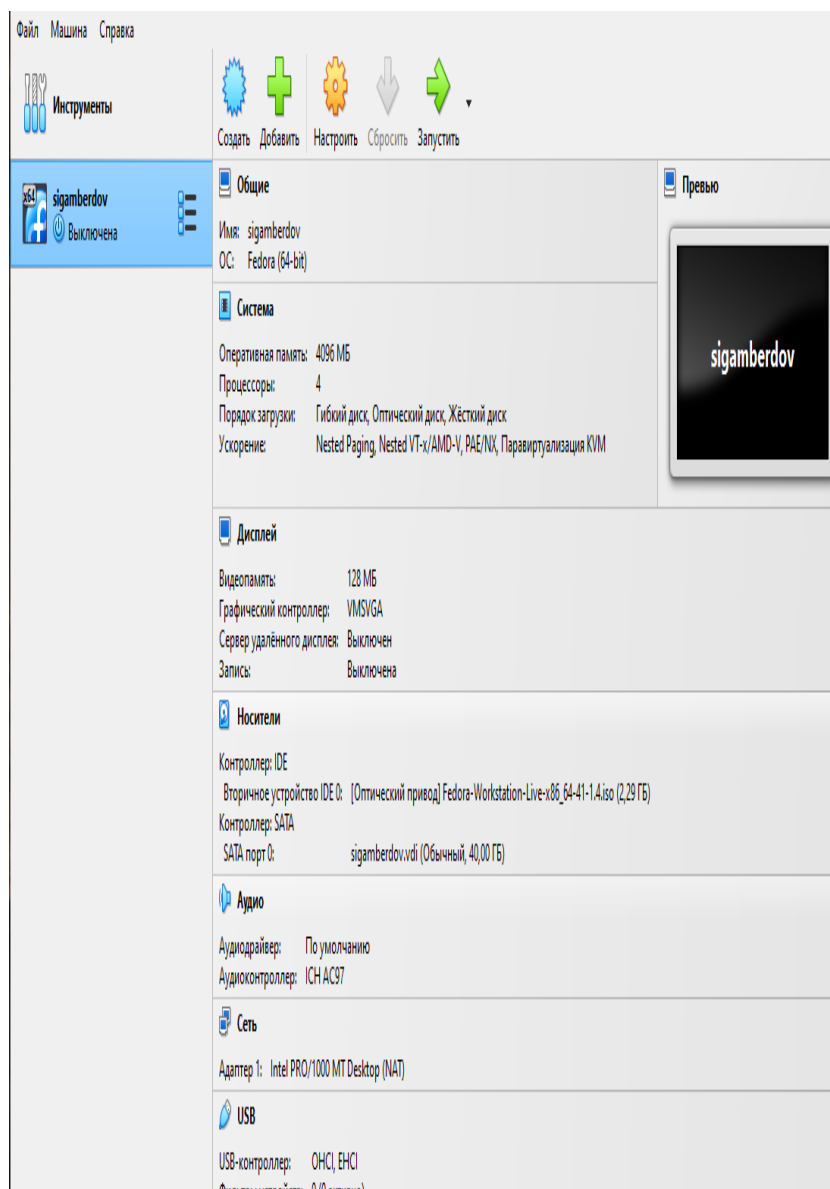 Файл Машина Справка
Инструменты
Создать Добавить Настроить Сбросить Запустить
x64
sigamberdov
Выключена
Общие
Имя: sigamberdov
ОС: Fedora (64-bit)
Превью
sigamberdov
Система
Оперативная память: 4096 МБ
Процессоры: 4
Порядок загрузки: Гибкий диск, Оптический диск, Жёсткий диск
Ускорение: Nested Paging, Nested VT-x/AMD-V, PAE/NX, Паравиртуализация KVM
Дисплей
Видеопамять: 128 МБ
Графический контроллер: VMSVGA
Сервер удалённого дисплея: Выключен
Запись: Выключена
Носители
Контроллер: IDE
Вторичное устройство IDE 0: [Оптический привод] Fedora-Workstation-Live-x86_64-41-1.4.iso (2,29 ГБ)
Контроллер: SATA
SATA порт 0: sigamberdov.vdi (Обычный, 40,00 ГБ)
Аудио
Аудиодрайвер: По умолчанию
Аудиоконтроллер: ICH AC97
Сеть
Адаптер 1: Intel PRO/1000 MT Desktop (NAT)
USB
USB-контроллер: OHCI, EHCI